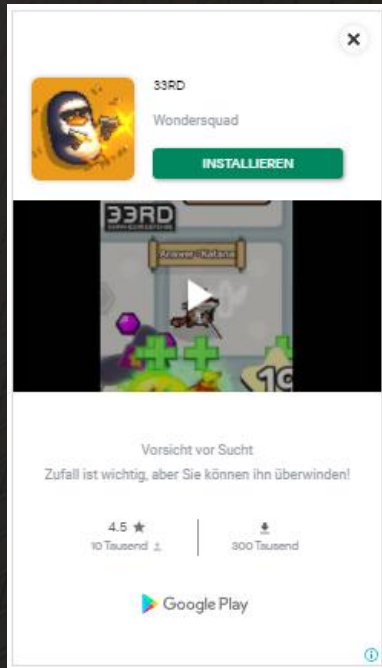 33RD
Wondersquad
INSTALLIEREN
33RD
Answer - Katana
Vorsicht vor Sucht
Zufall ist wichtig, aber Sie können ihn überwinden!
4.5 ★
10 Tausend
300 Tausend
Google Play